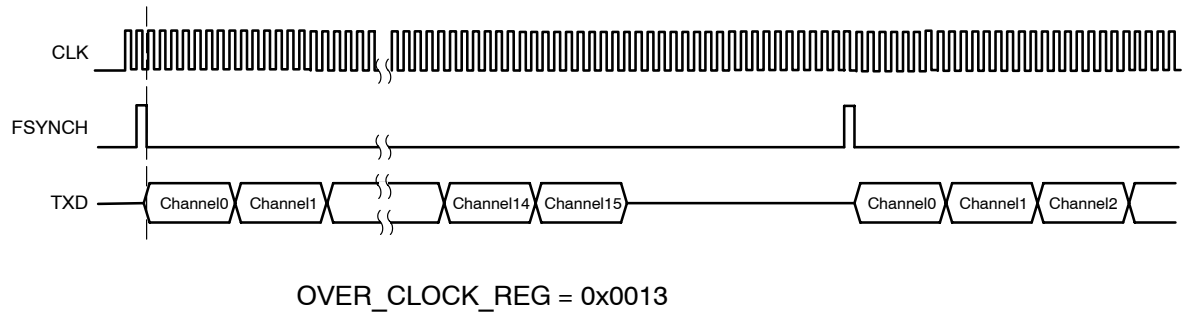 CLK
FSYNCH
TXD Channel0 Channel1 Channel14 Channel15 Channel0 Channel1 Channel2
OVER_CLOCK_REG = 0x0013